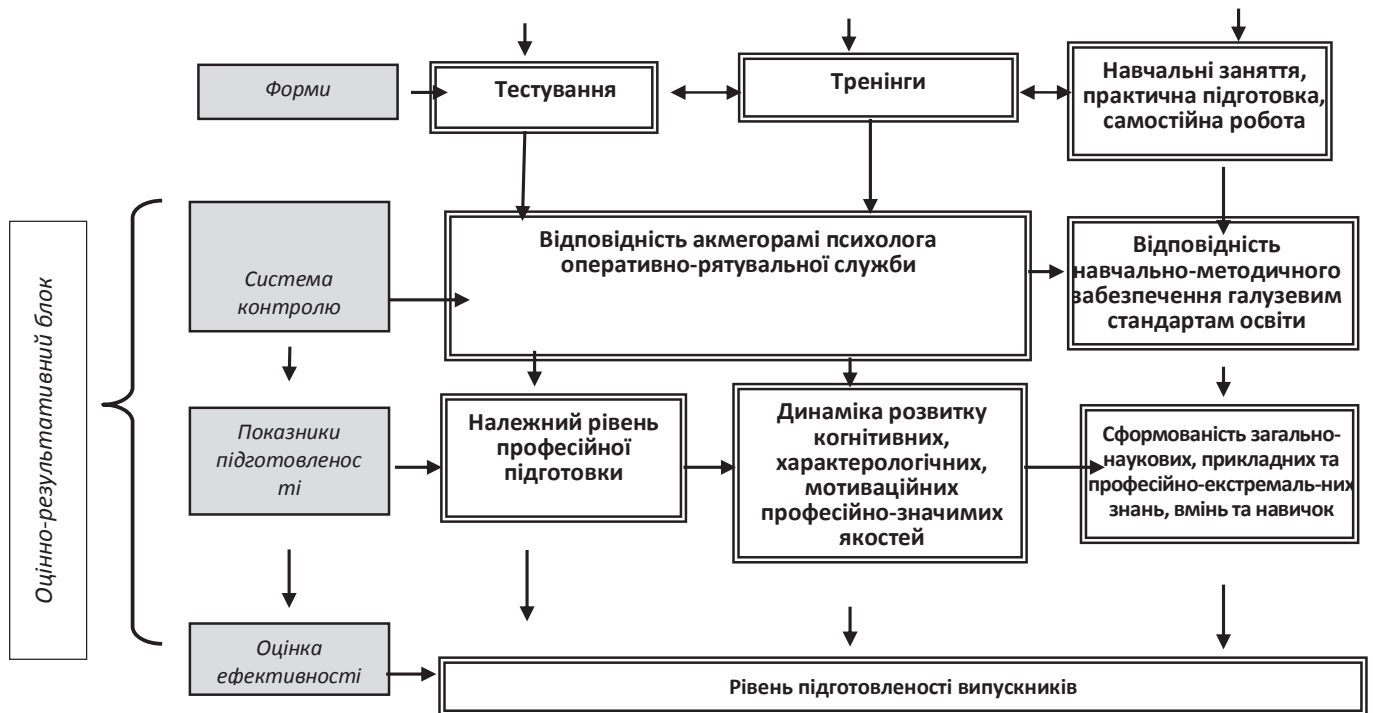 Форми
Тестування
Тренінги
Навчальні заняття,
практична підготовка,
самостійна робота
Оцінно-результативний блок
Система
контролю
Відповідність акмегорамі психолога
оперативно-рятувальної служби
Відповідність
навчально-методичного
забезпечення галузевим
стандартам освіти
Показники
підготовленос
ті
Належний рівень
професійної
підготовки
Динаміка розвитку
когнітивних,
характерологічних,
мотиваційних
професійно-значимих
якостей
Сформованість загально-
наукових, прикладних та
професійно-екстремаль-них
знань, вмінь та навичок
Оцінка
ефективності
Рівень підготовленості випускників